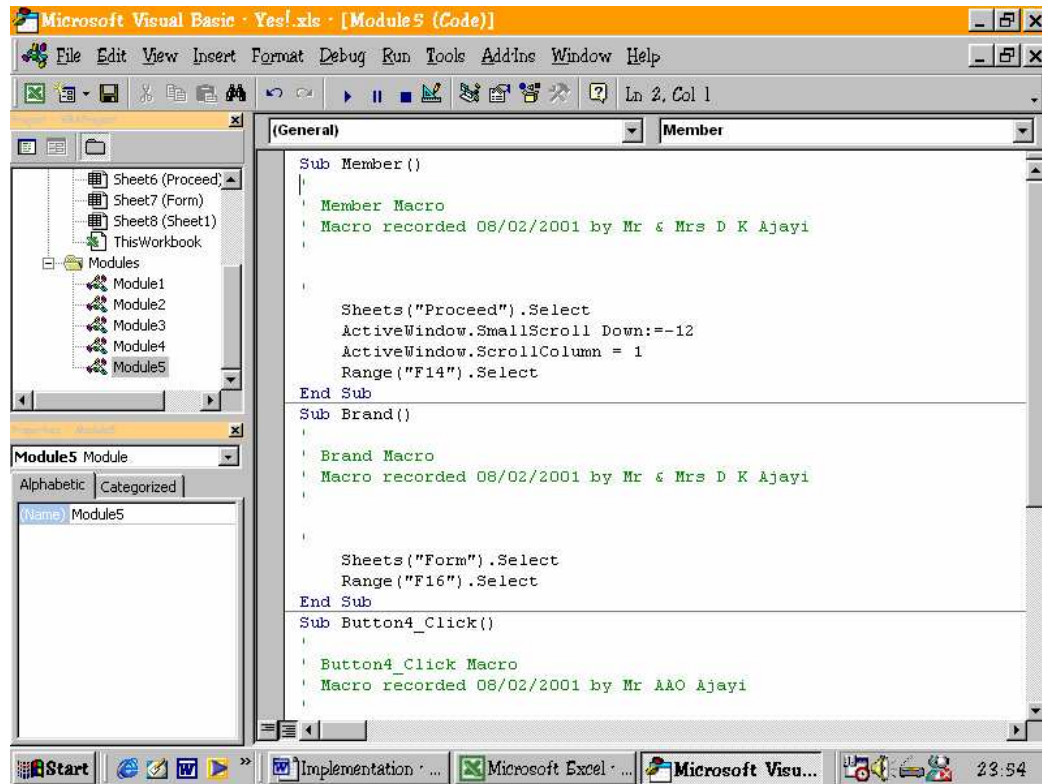 Microsoft Visual Basic - Yes!.xls - [Module5 (Code)]
File Edit View Insert Format Debug Run Tools Add-Ins Window Help
Ln 2, Col 1
(General)
Member
Sheet6 (Proceed)
Sheet7 (Form)
Sheet8 (Sheet1)
ThisWorkbook
Modules
Module1
Module2
Module3
Module4
Module5
Module5 Module
Alphabetic Categorized
(Name) Module5
Sub Member()
'
' Member Macro
' Macro recorded 08/02/2001 by Mr & Mrs D K Ajayi
'
'
Sheets("Proceed").Select
ActiveWindow.SmallScroll Down:=-12
ActiveWindow.ScrollColumn = 1
Range("F14").Select
End Sub
Sub Brand()
'
' Brand Macro
' Macro recorded 08/02/2001 by Mr & Mrs D K Ajayi
'
'
Sheets("Form").Select
Range("F16").Select
End Sub
Sub Button4_Click()
'
' Button4_Click Macro
' Macro recorded 08/02/2001 by Mr AAO Ajayi
'
Start » Implementation - ... Microsoft Excel - ... Microsoft Visu... 23:54